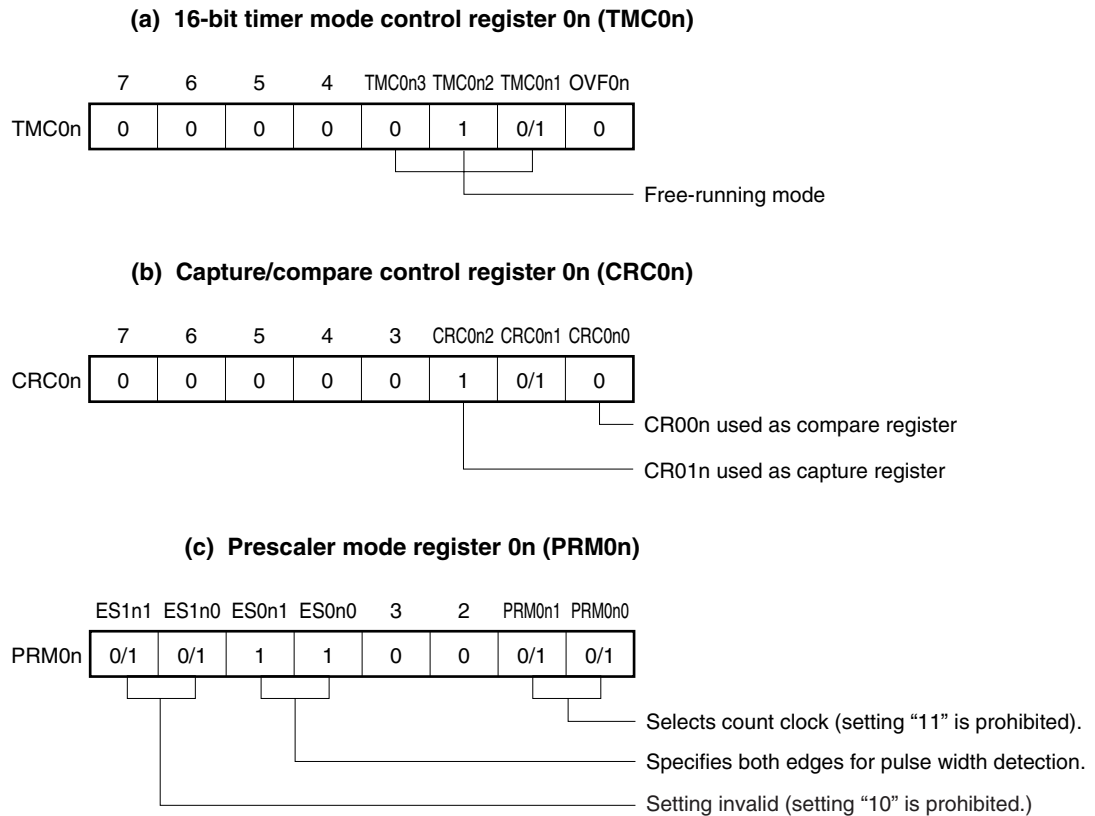 (a) 16-bit timer mode control register 0n (TMC0n)
7 6 5 4 TMC0n3 TMC0n2 TMC0n1 OVF0n
TMC0n 0 0 0 0 0 1 0/1 0
Free-running mode
(b) Capture/compare control register 0n (CRC0n)
7 6 5 4 3 CRC0n2 CRC0n1 CRC0n0
CRC0n 0 0 0 0 0 1 0/1 0
CR00n used as compare register
CR01n used as capture register
(c) Prescaler mode register 0n (PRM0n)
ES1n1 ES1n0 ES0n1 ES0n0 3 2 PRM0n1 PRM0n0
PRM0n 0/1 0/1 1 1 0 0 0/1 0/1
Selects count clock (setting “11” is prohibited).
Specifies both edges for pulse width detection.
Setting invalid (setting “10” is prohibited.)